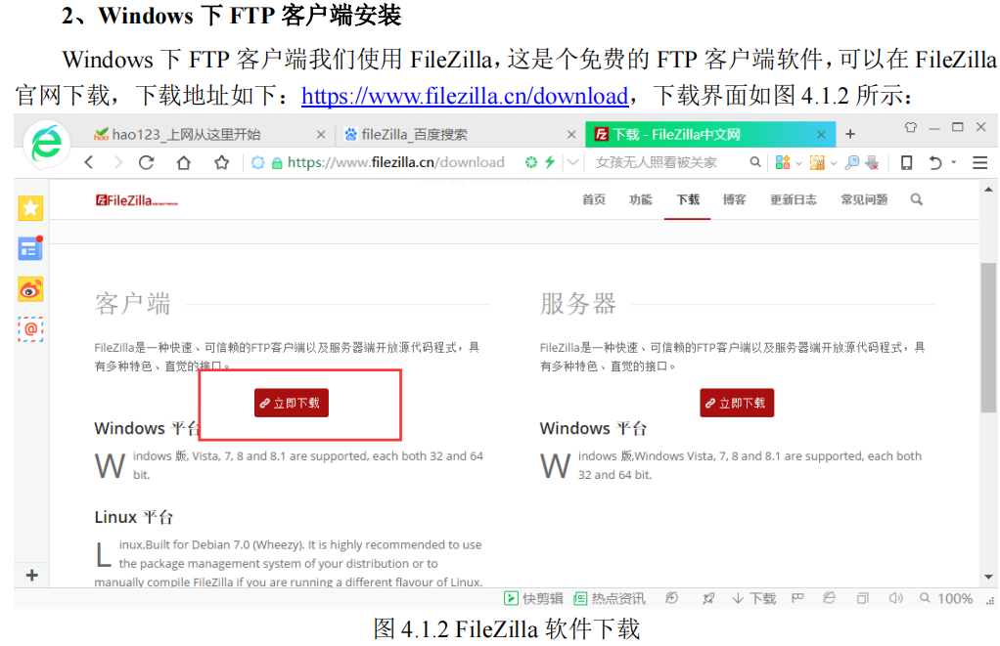 2、Windows 下 FTP 客户端安装
Windows 下 FTP 客户端我们使用 FileZilla，这是个免费的 FTP 客户端软件，可以在 FileZilla
官网下载，下载地址如下：https://www.filezilla.cn/download，下载界面如图 4.1.2 所示：
hao123_上网从这里开始
fileZilla_百度搜索
下载 - FileZilla中文网
https://www.filezilla.cn/download
女孩无人照看被关家
FileZilla
首页 功能 下载 博客 更新日志 常见问题
客户端
FileZilla是一种快速、可信赖的FTP客户端以及服务器端开放源代码程式，具
有多种特色、直觉的接口。
立即下载
Windows 平台
Windows 版, Vista, 7, 8 and 8.1 are supported, each both 32 and 64
bit.
Linux 平台
Linux,Built for Debian 7.0 (Wheezy). It is highly recommended to use
the package management system of your distribution or to
manually compile FileZilla if you are running a different flavour of Linux.
服务器
FileZilla是一种快速、可信赖的FTP客户端以及服务器端开放源代码程式，具
有多种特色、直觉的接口。
立即下载
Windows 平台
Windows 版,Windows Vista, 7, 8 and 8.1 are supported, each both
32 and 64 bit.
快剪辑 热点资讯 下载 100%
图 4.1.2 FileZilla 软件下载